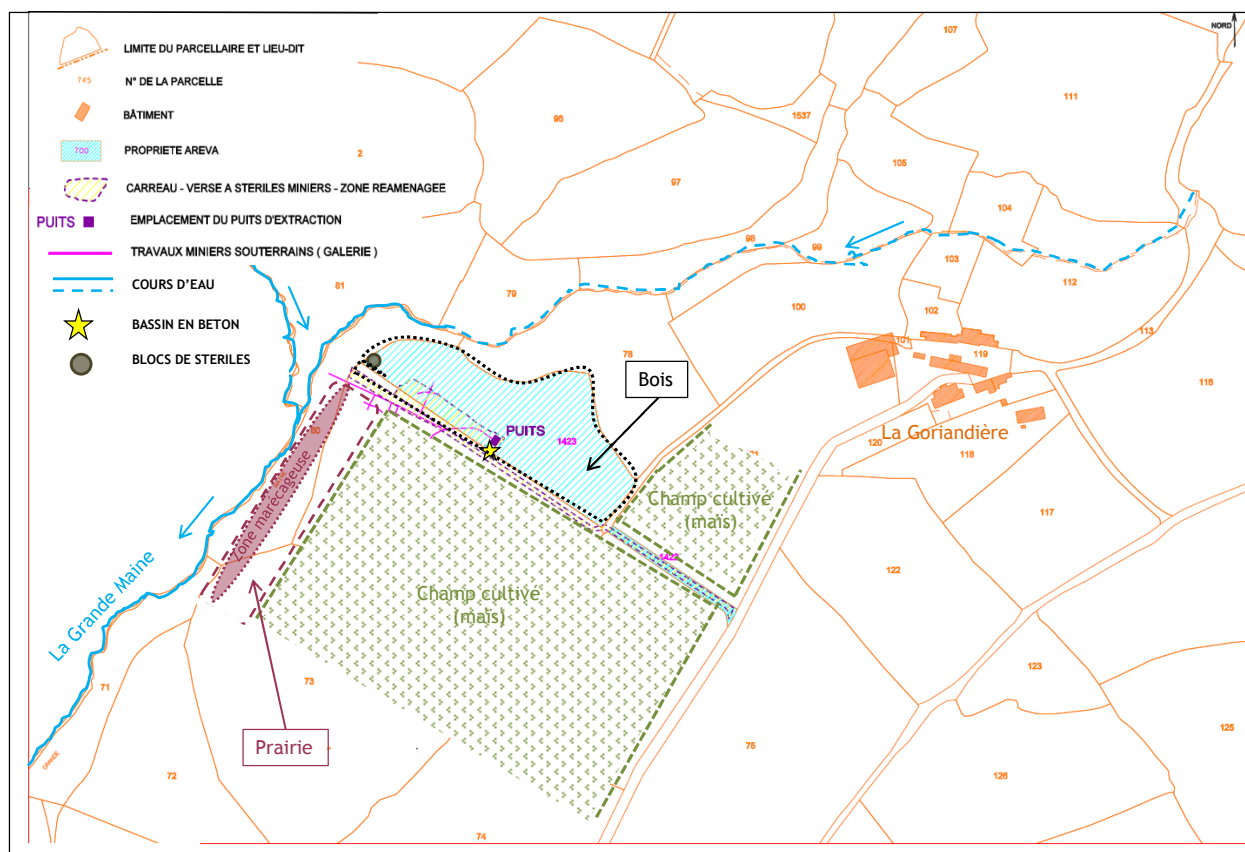 NORD
LIMITE DU PARCELLAIRE ET LIEU-DIT
745
N° DE LA PARCELLE
BÂTIMENT
700
PROPRIETE AREVA
CARREAU - VERSE A STERILES MINIERS - ZONE REAMENAGEE
PUITS
EMPLACEMENT DU PUITS D'EXTRACTION
TRAVAUX MINIERS SOUTERRAINS ( GALERIE )
COURS D'EAU
BASSIN EN BETON
BLOCS DE STERILES
107
96
111
1537
2
105
97
104
98
99
103
81
79
112
100
102
113
101
119
78
116
Bois
PUITS
1423
La Goriandière
120
118
80
Champ cultivé
(maïs)
Zone marécageuse
117
1422
122
Champ cultivé
(maïs)
La Grande Maine
123
71
73
125
Prairie
75
GRANDE
72
126
74